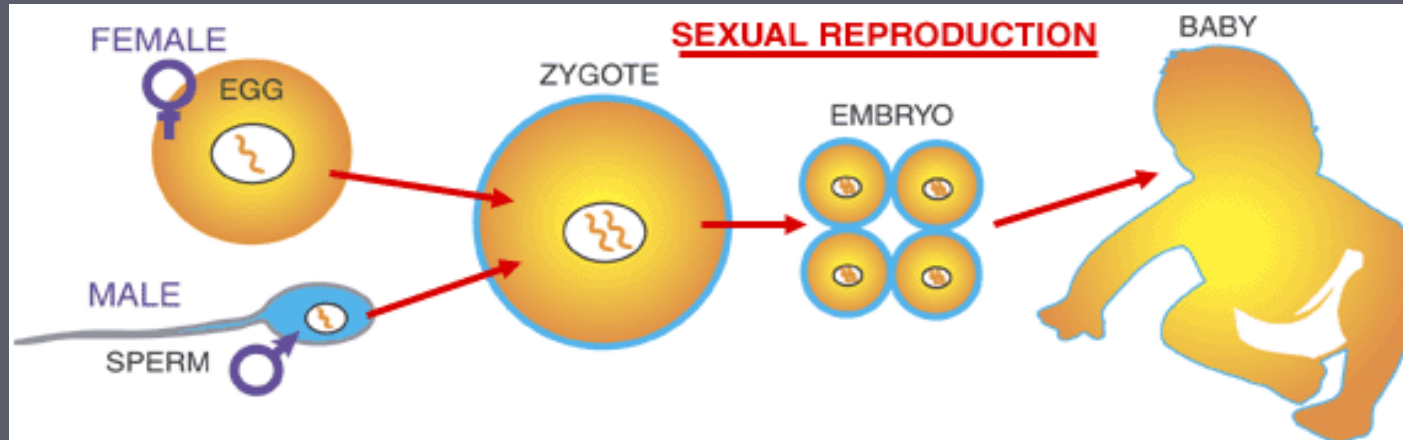 SEXUAL REPRODUCTION
FEMALE
EGG
MALE
SPERM
ZYGOTE
EMBRYO
BABY